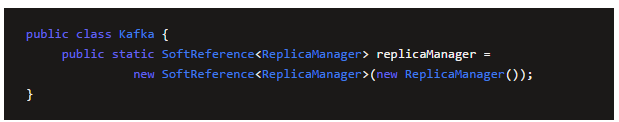 public class Kafka {
public static SoftReference<ReplicaManager> replicaManager =
new SoftReference<ReplicaManager>(new ReplicaManager());
}